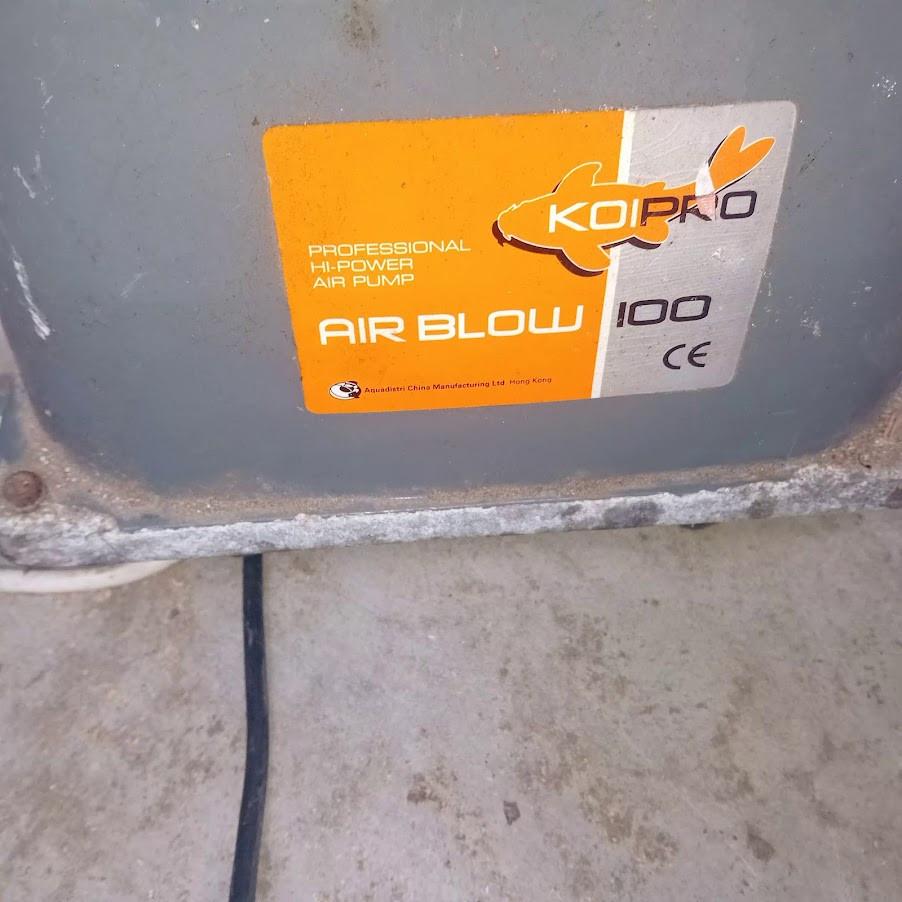 KOIPRO
PROFESSIONAL
HI-POWER
AIR PUMP
AIR BLOW 100
CE
Aquadistri China Manufacturing Ltd. Hong Kong